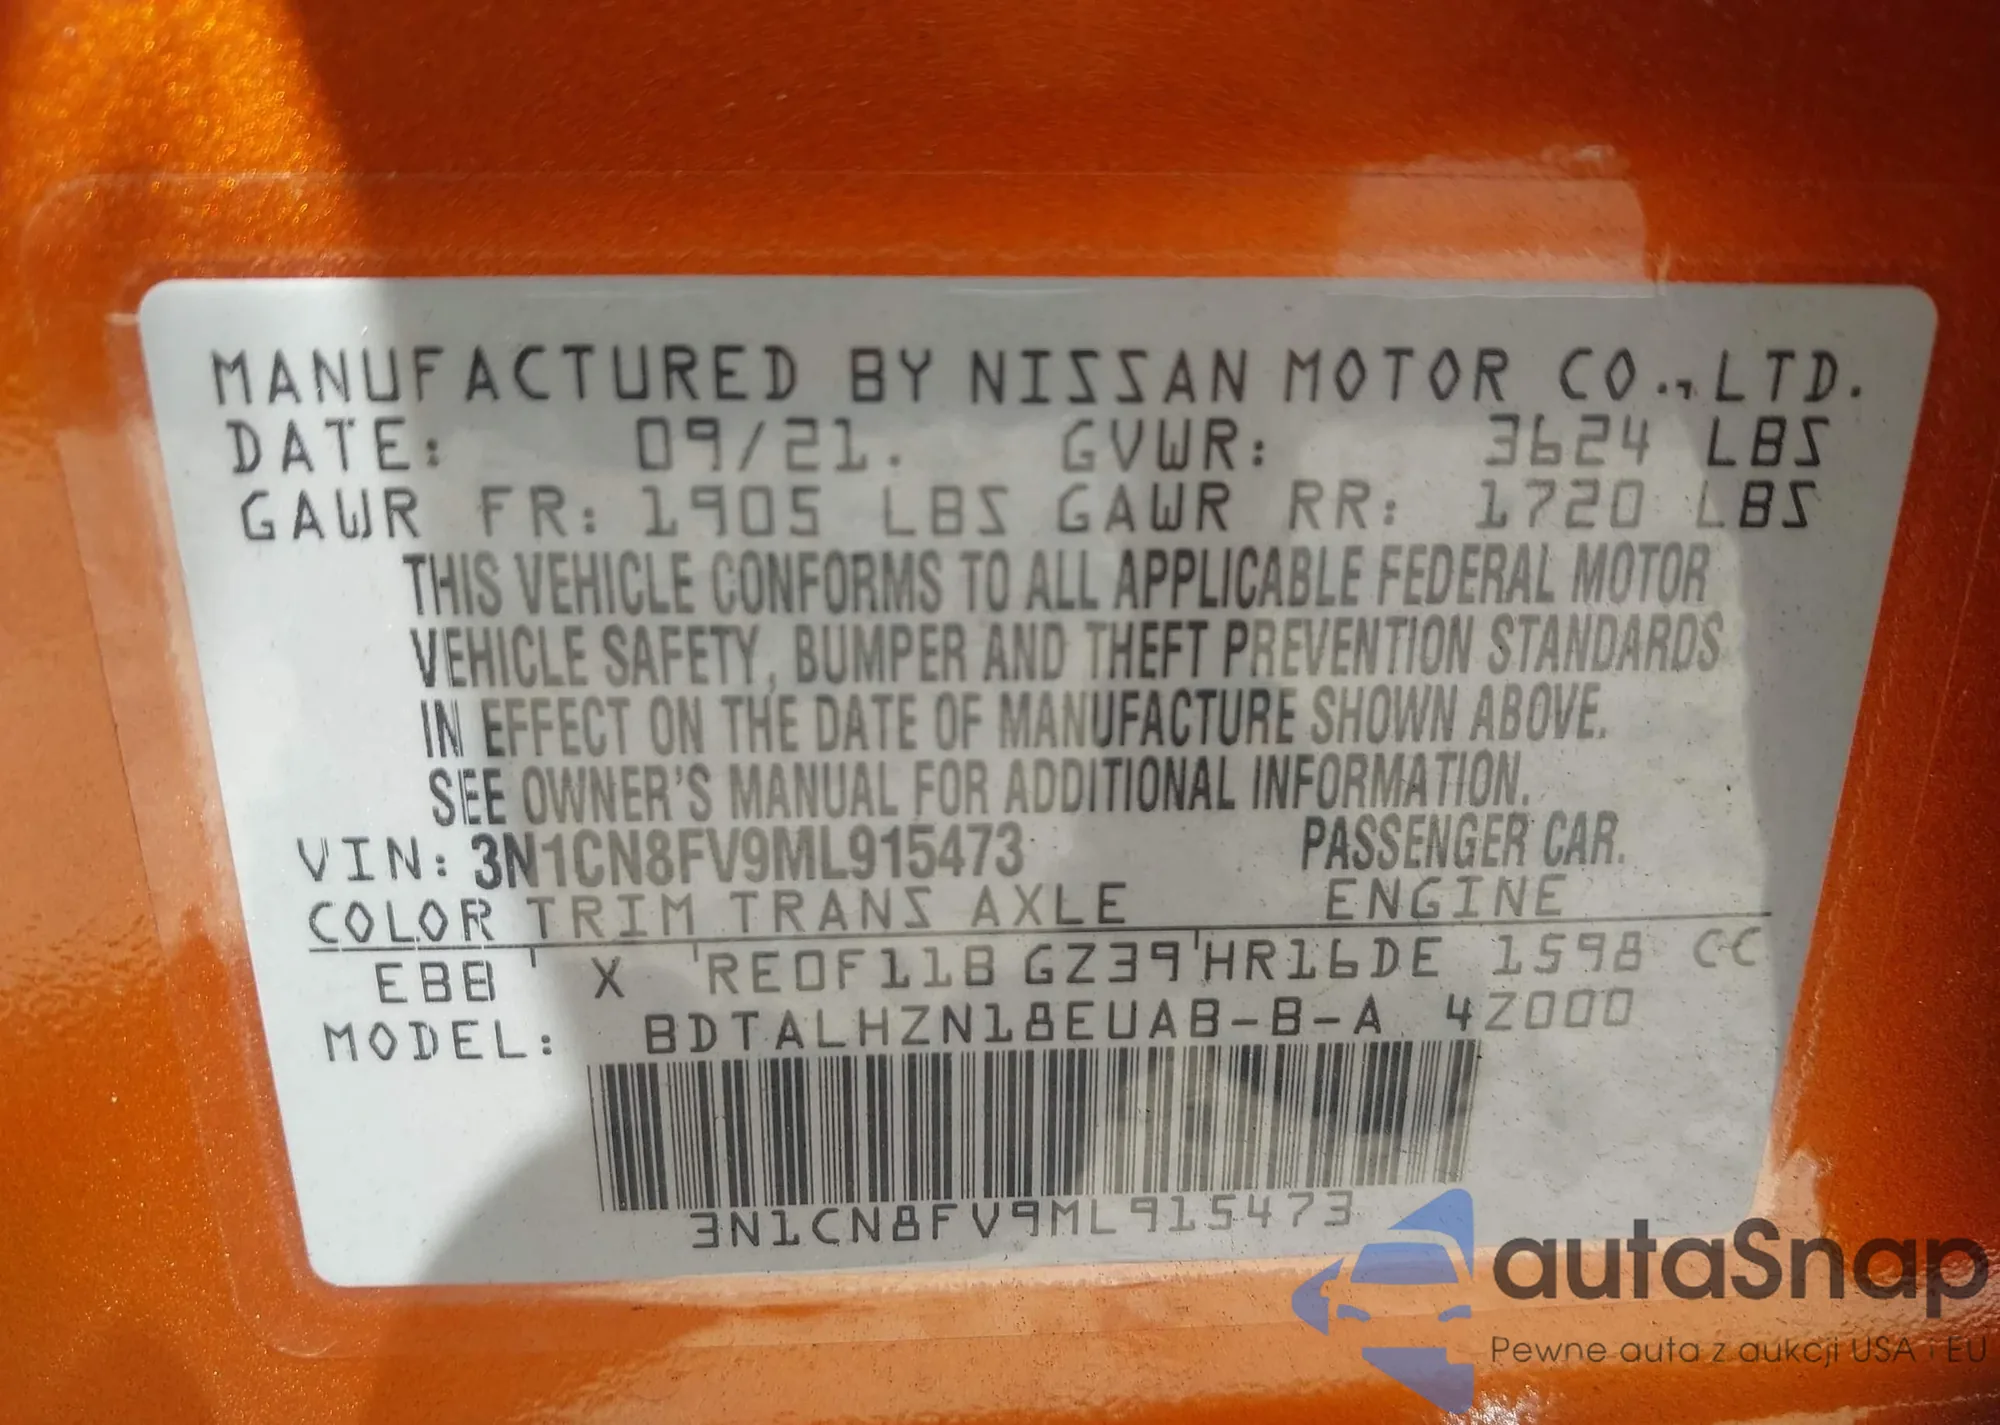 MANUFACTURED BY NISSAN MOTOR CO., LTD.
DATE: 09/21. GVWR: 3624 LBS
GAWR FR: 1905 LBS GAWR RR: 1720 LBS
THIS VEHICLE CONFORMS TO ALL APPLICABLE FEDERAL MOTOR
VEHICLE SAFETY, BUMPER AND THEFT PREVENTION STANDARDS
IN EFFECT ON THE DATE OF MANUFACTURE SHOWN ABOVE.
SEE OWNER'S MANUAL FOR ADDITIONAL INFORMATION.
VIN: 3N1CN8FV9ML915473 PASSENGER CAR.
COLOR TRIM TRANS AXLE ENGINE
EBB X RE0F11B GZ39 HR16DE 1598 CC
MODEL: BDTALHZN18EUAB-B-A 4Z000
3N1CN8FV9ML915473
autaSnap
Pewne auta z aukcji USA i EU